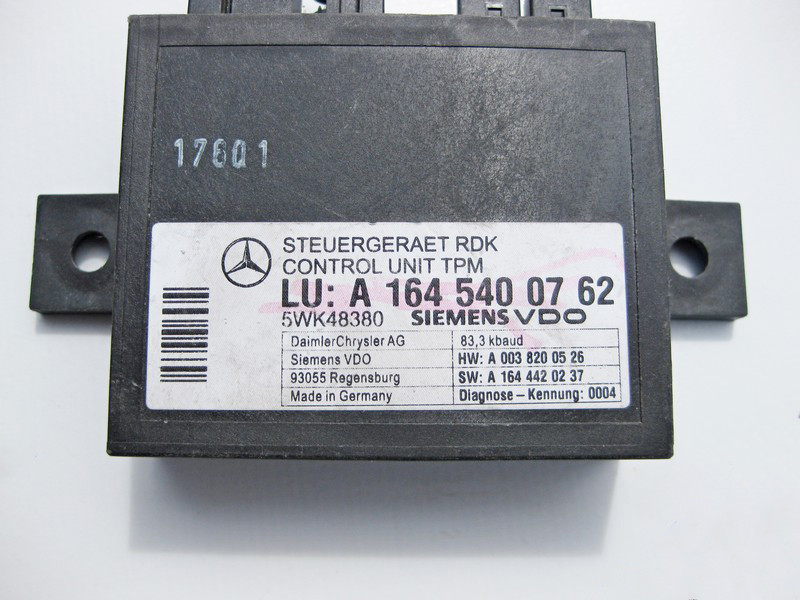 17601
STEUERGERAET RDK
CONTROL UNIT TPM
LU: A 164 540 07 62
5WK48380 SIEMENS VDO
DaimlerChrysler AG 83,3 kbaud
Siemens VDO HW: A 003 820 05 26
93055 Regensburg SW: A 164 442 02 37
Made in Germany Diagnose - Kennung: 0004